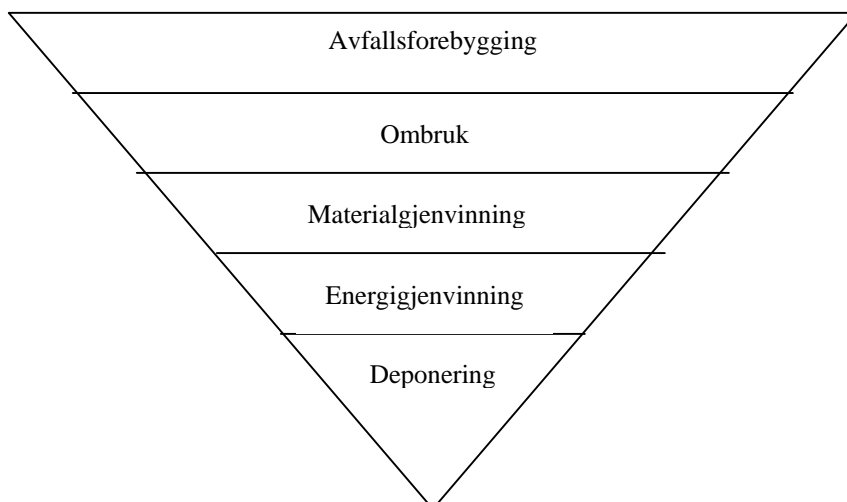 Avfallsforebygging
Ombruk
Materialgjenvinning
Energigjenvinning
Deponering